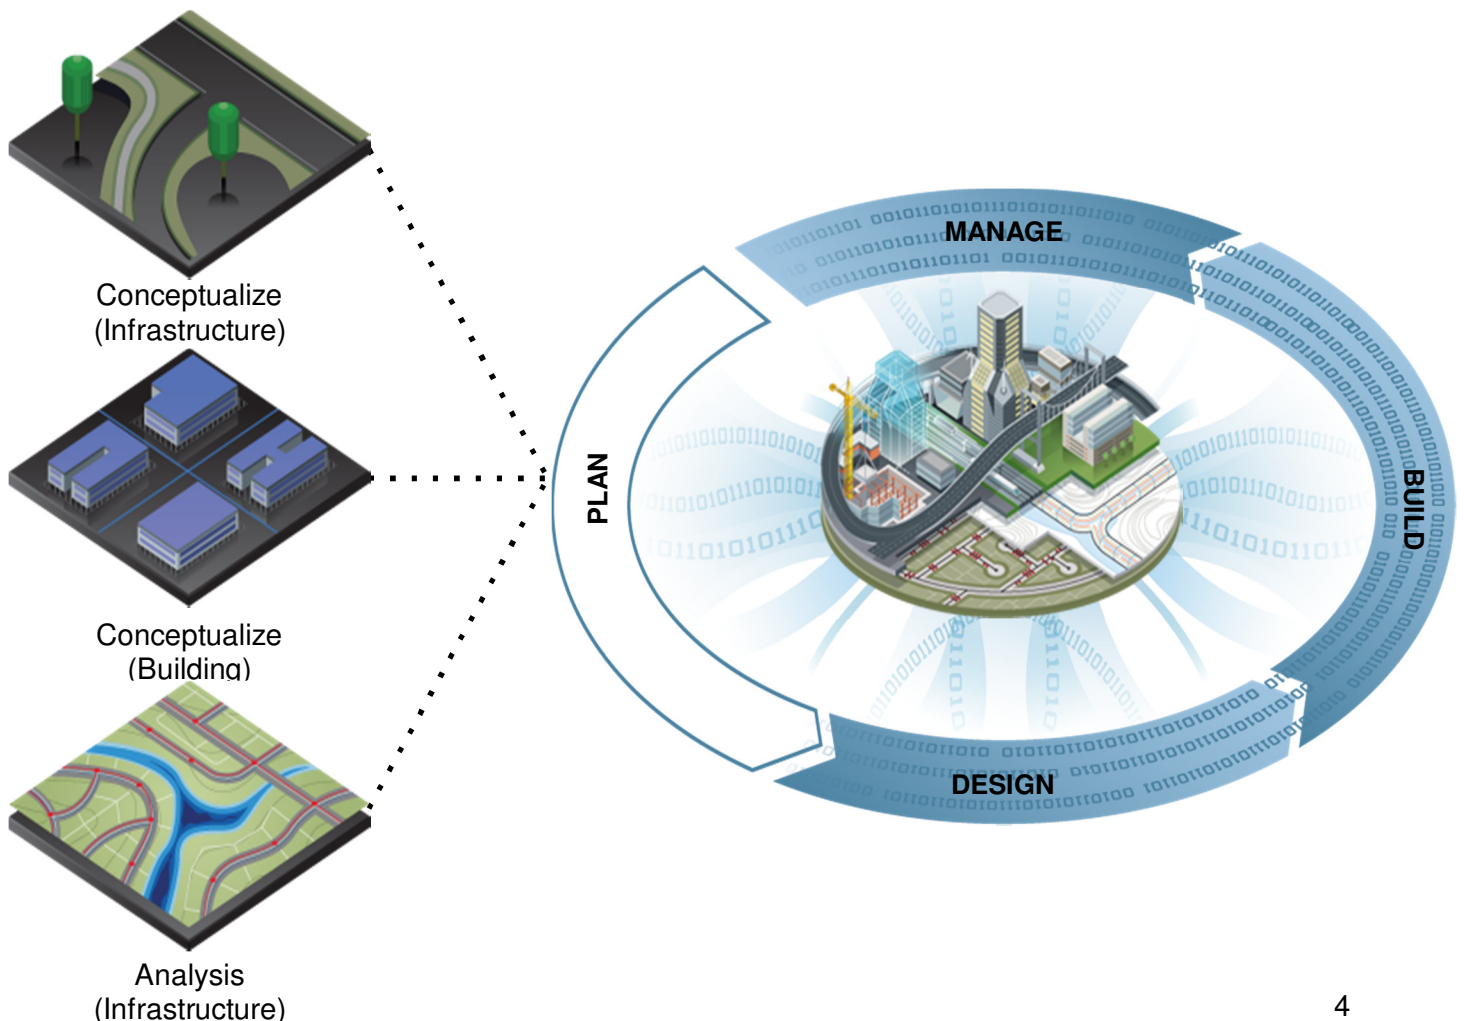 Conceptualize
(Infrastructure)
Conceptualize
(Building)
Analysis
(Infrastructure)
MANAGE
PLAN
BUILD
DESIGN
4